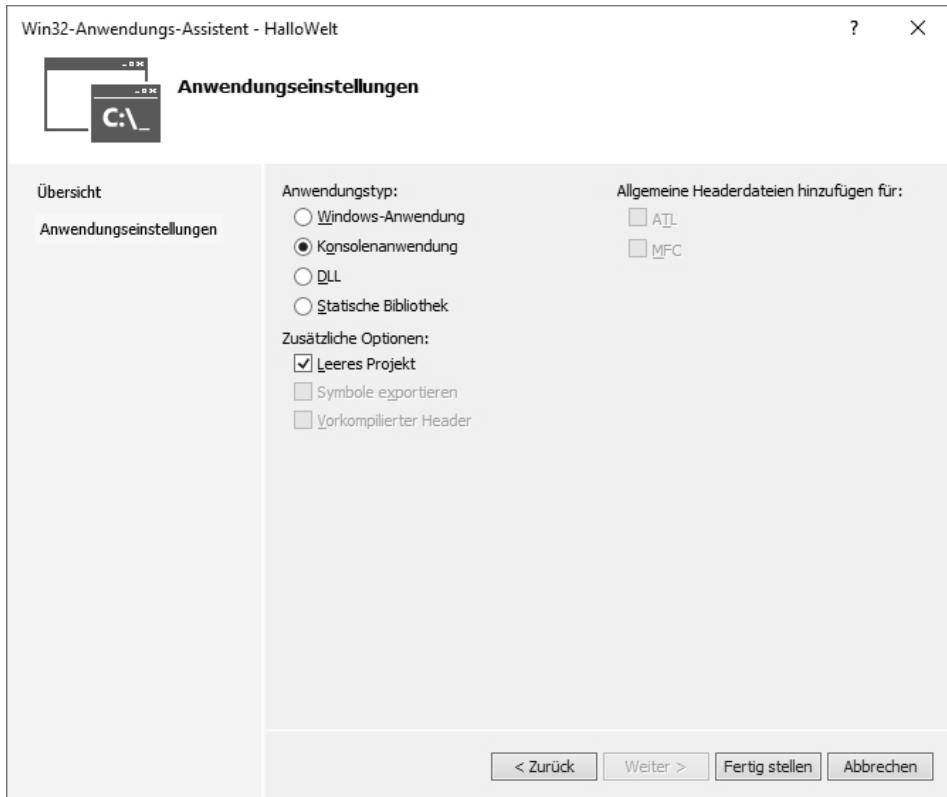 Win32-Anwendungs-Assistent - HalloWelt
?
C:\_
Anwendungseinstellungen
Übersicht
Anwendungseinstellungen
Anwendungstyp:
Windows-Anwendung
Konsolenanwendung
DLL
Statische Bibliothek
Zusätzliche Optionen:
Leeres Projekt
Symbole exportieren
Vorkompilierter Header
Allgemeine Headerdateien hinzufügen für:
ATL
MFC
< Zurück
Weiter >
Fertig stellen
Abbrechen